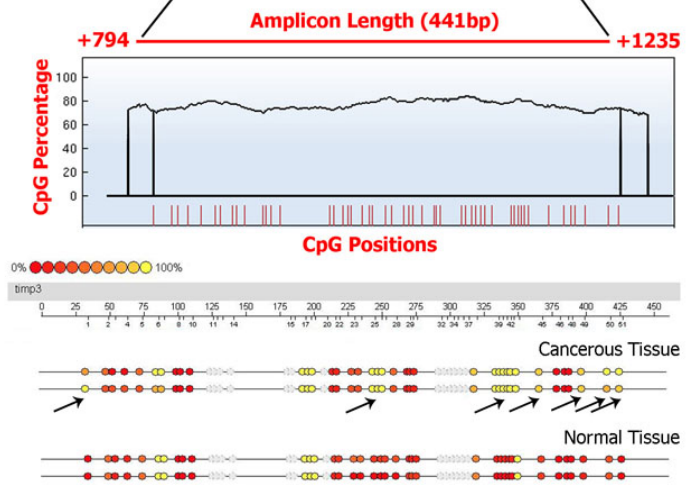 Amplicon Length (441bp)
+794
+1235
CpG Percentage
100
80
60
40
20
0
CpG Positions
0%
100%
timp3
0 25 50 75 100 125 150 175 200 225 250 275 300 325 350 375 400 425 450
1 2 4 5 6 8 10 11 14 15 17 20 22 23 25 28 29 32 34 37 39 42 45 46 48 49 50 51
Cancerous Tissue
Normal Tissue